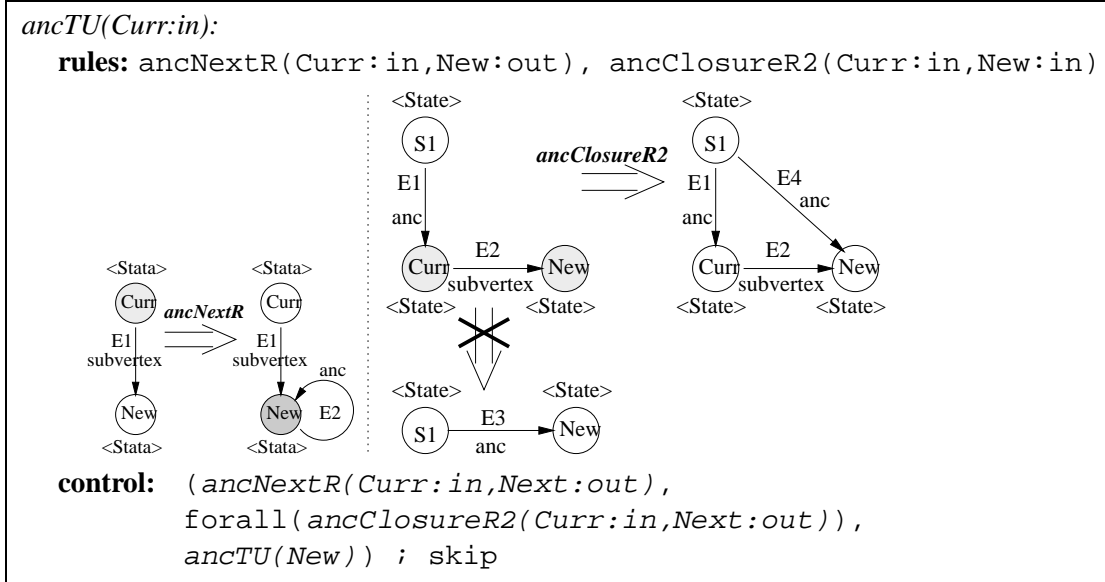 ancTU(Curr:in):
rules: ancNextR(Curr:in,New:out), ancClosureR2(Curr:in,New:in)
<State>
S1
E1
anc
Curr
<State>
E2
subvertex
New
<State>
ancClosureR2
<State>
S1
E1
anc
E4
anc
Curr
<State>
E2
subvertex
New
<State>
<Stata>
Curr
E1
subvertex
New
<Stata>
ancNextR
<Stata>
Curr
E1
subvertex
anc
New
E2
<Stata>
<State>
S1
E3
anc
<State>
New
control: (ancNextR(Curr:in,Next:out),
forall(ancClosureR2(Curr:in,Next:out)),
ancTU(New)) ; skip